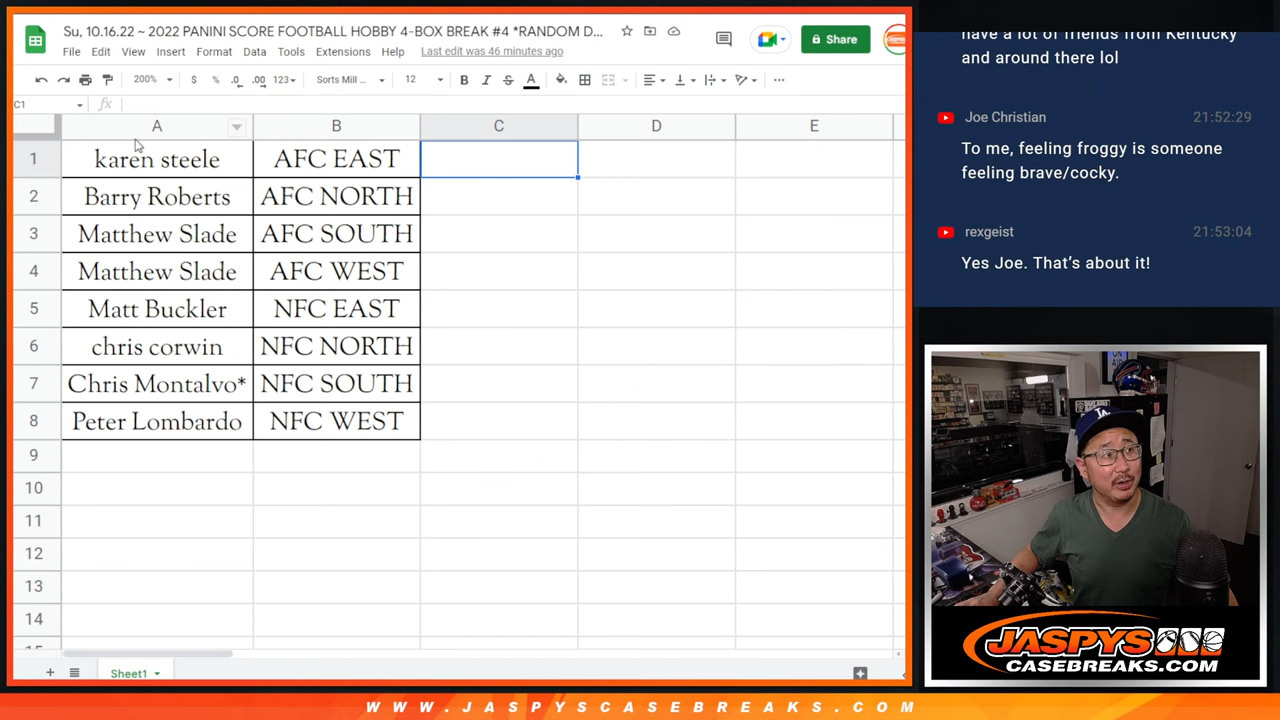 Su, 10.16.22 ~ 2022 PANINI SCORE FOOTBALL HOBBY 4-BOX BREAK #4 *RANDOM D...
File Edit View Insert Format Data Tools Extensions Help Last edit was 46 minutes ago
Share
200% $ % .0 .00 123 Sorts Mill ... 12 B I S A
C1 fx
A B C D E
1 karen steele AFC EAST
2 Barry Roberts AFC NORTH
3 Matthew Slade AFC SOUTH
4 Matthew Slade AFC WEST
5 Matt Buckler NFC EAST
6 chris corwin NFC NORTH
7 Chris Montalvo* NFC SOUTH
8 Peter Lombardo NFC WEST
9
10
11
12
13
14
Sheet1
have a lot of friends from Kentucky
and around there lol
Joe Christian 21:52:29
To me, feeling froggy is someone
feeling brave/cocky.
rexgeist 21:53:04
Yes Joe. That's about it!
ON
AIR
LA
JASPYS
CASEBREAKS.COM
WWW.JASPYSCASEBREAKS.COM